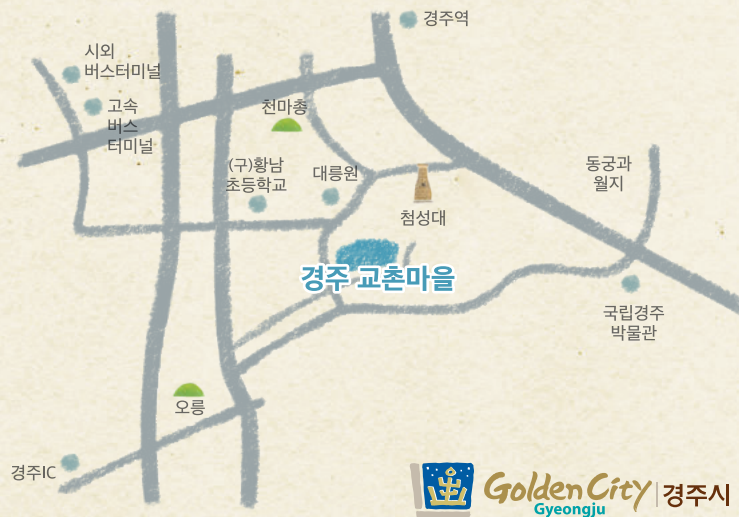 경주역
시외
버스터미널
고속
버스
터미널
천마총
(구)황남
초등학교
대릉원
동궁과
월지
첨성대
경주 교촌마을
국립경주
박물관
오릉
경주IC
Golden City
Gyeongju
경주시